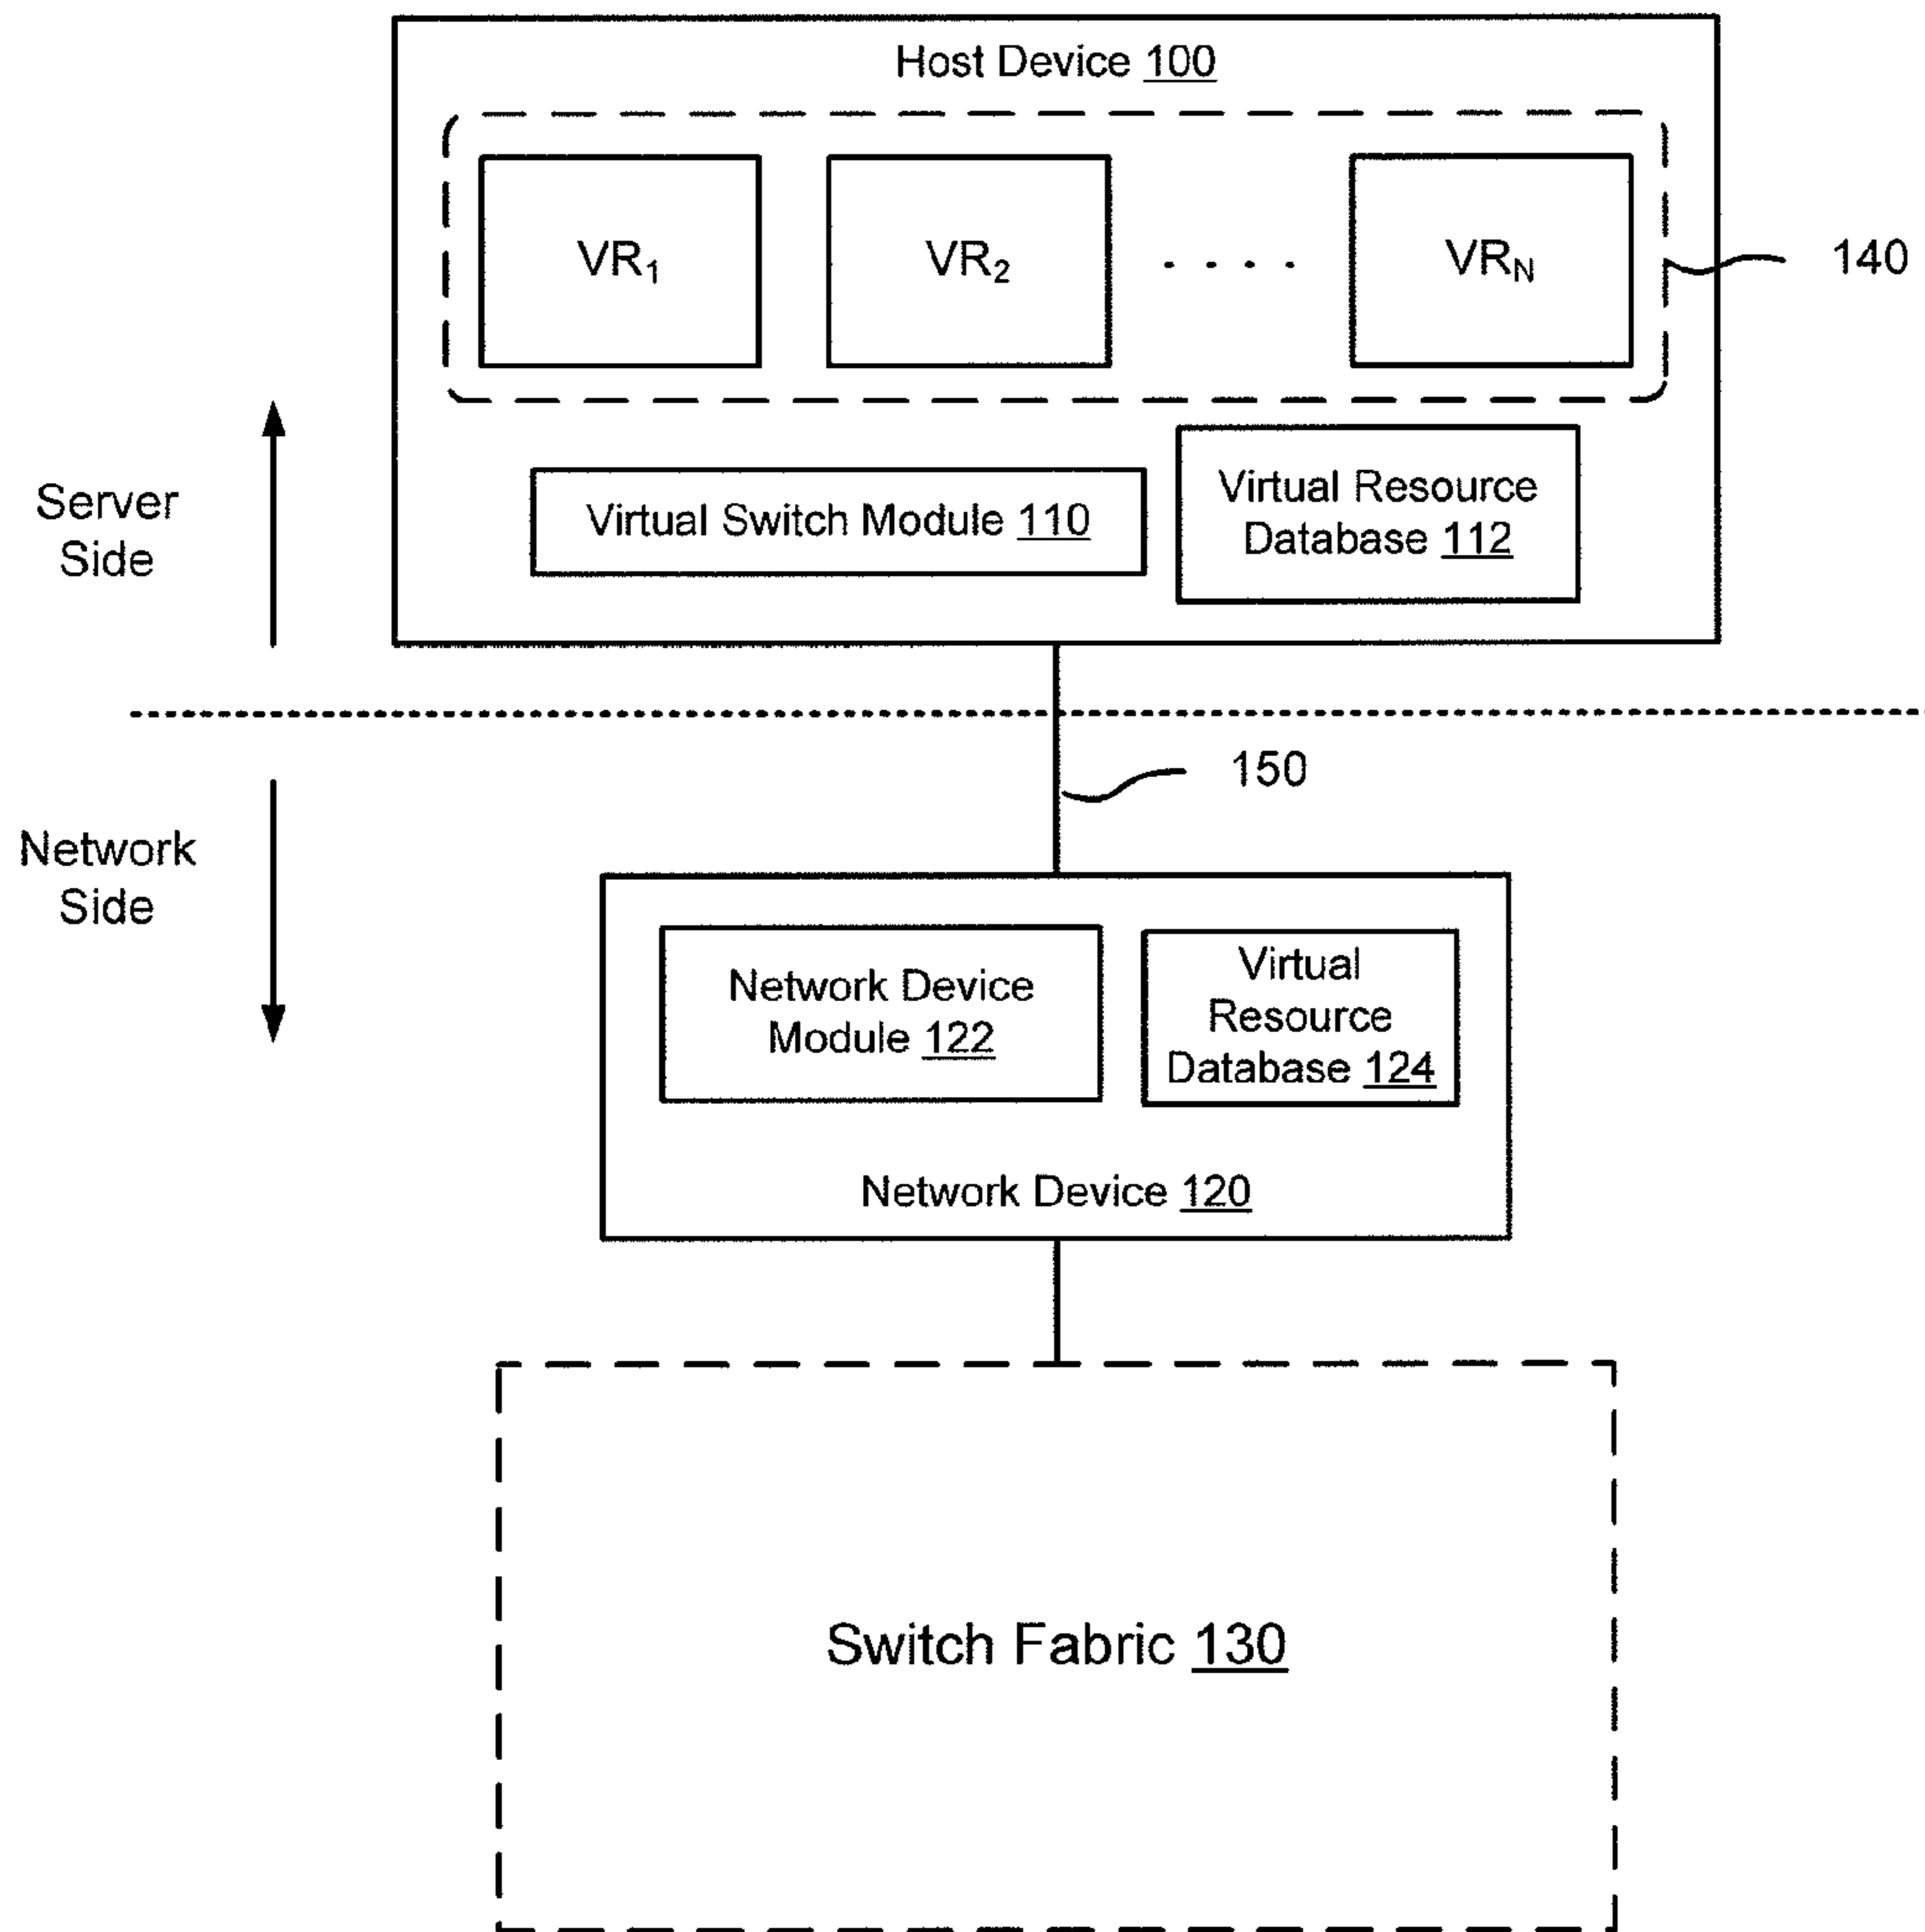 Host Device 100
VR1
VR2
. . . .
VRN
140
Virtual Switch Module 110
Virtual Resource
Database 112
Server
Side
150
Network
Side
Network Device
Module 122
Virtual
Resource
Database 124
Network Device 120
Switch Fabric 130